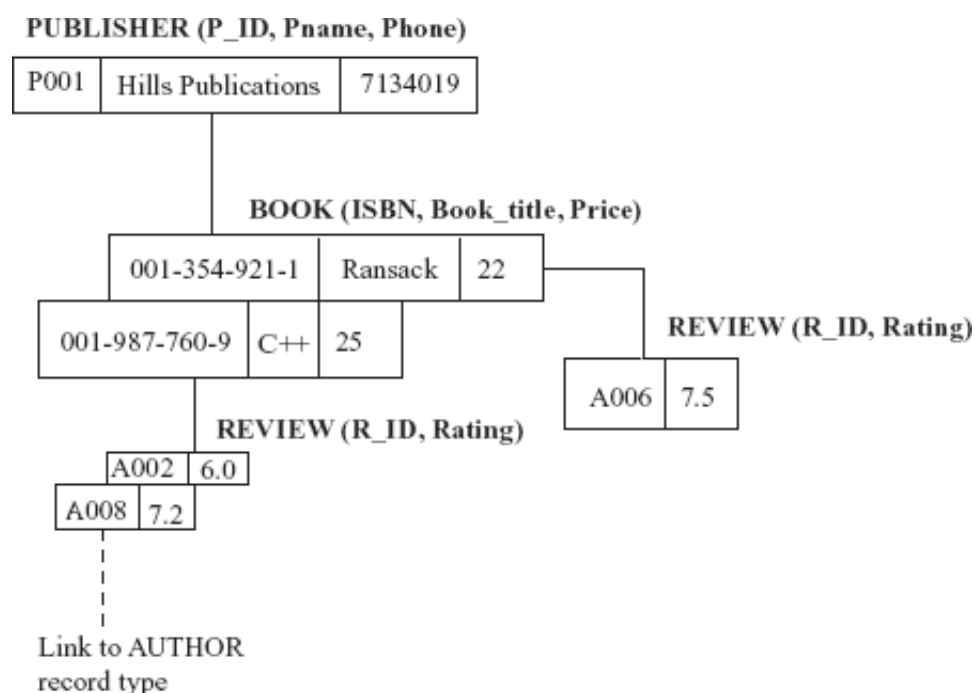 PUBLISHER (P_ID, Pname, Phone)
P001 Hills Publications 7134019
BOOK (ISBN, Book_title, Price)
001-354-921-1 Ransack 22
001-987-760-9 C++ 25
REVIEW (R_ID, Rating)
A006 7.5
REVIEW (R_ID, Rating)
A002 6.0
A008 7.2
Link to AUTHOR
record type